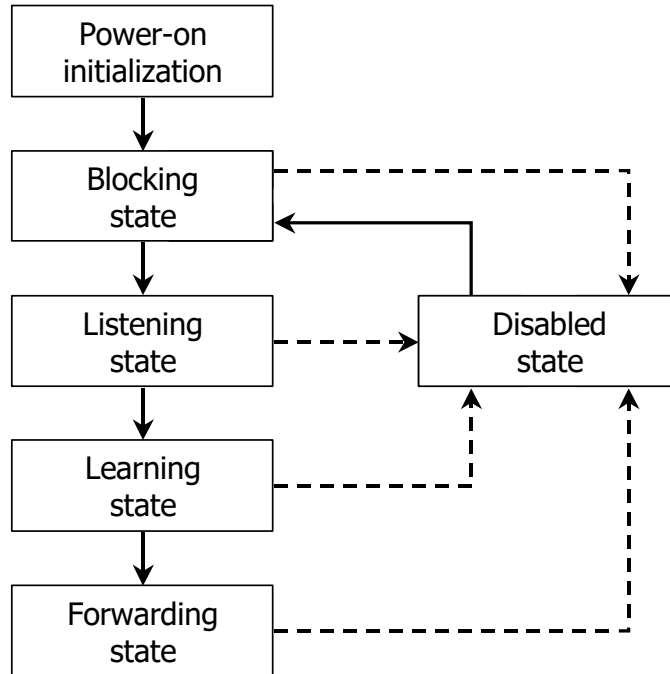 Power-on
initialization
Blocking
state
Listening
state
Disabled
state
Learning
state
Forwarding
state